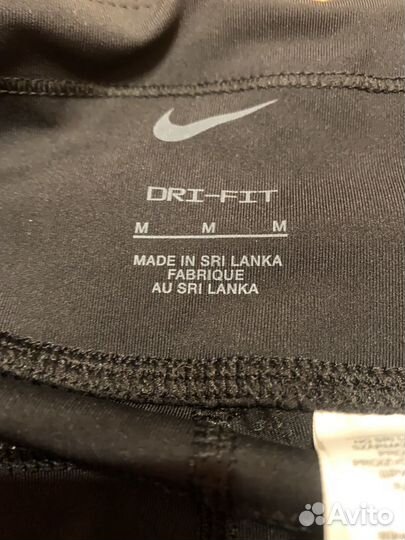 DRI-FIT
M M M
MADE IN SRI LANKA
FABRIQUE
AU SRI LANKA
Avito